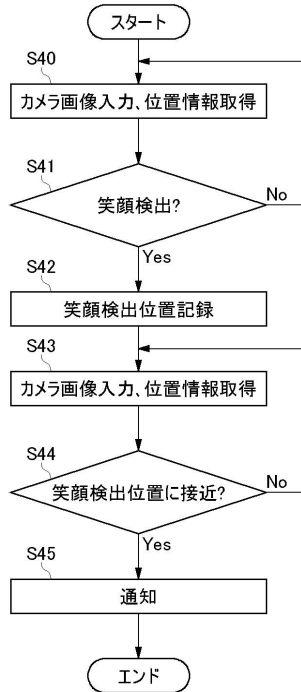 スタート
S40
カメラ画像入力、位置情報取得
S41
笑顔検出?
No
Yes
S42
笑顔検出位置記録
S43
カメラ画像入力、位置情報取得
S44
笑顔検出位置に接近?
No
Yes
S45
通知
エンド